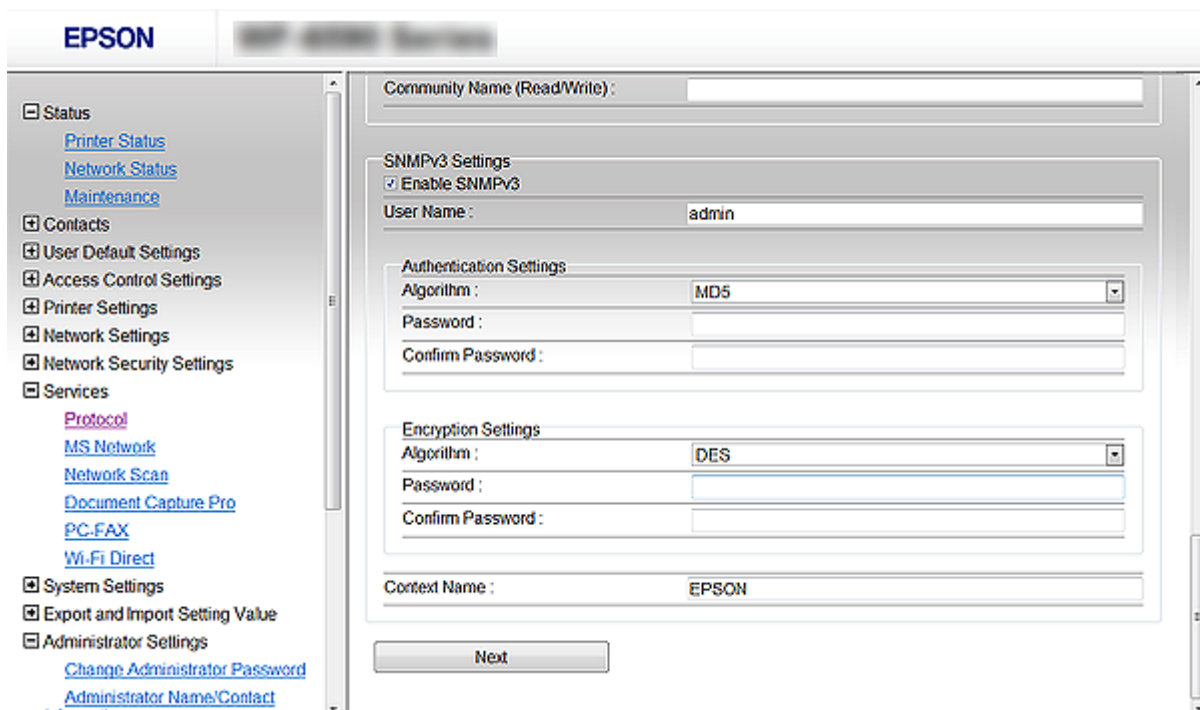 EPSON
Status
Printer Status
Network Status
Maintenance
Contacts
User Default Settings
Access Control Settings
Printer Settings
Network Settings
Network Security Settings
Services
Protocol
MS Network
Network Scan
Document Capture Pro
PC-FAX
Wi-Fi Direct
System Settings
Export and Import Setting Value
Administrator Settings
Change Administrator Password
Administrator Name/Contact
Community Name (Read/Write) :
SNMPv3 Settings
Enable SNMPv3
User Name : admin
Authentication Settings
Algorithm : MD5
Password :
Confirm Password :
Encryption Settings
Algorithm : DES
Password :
Confirm Password :
Context Name : EPSON
Next